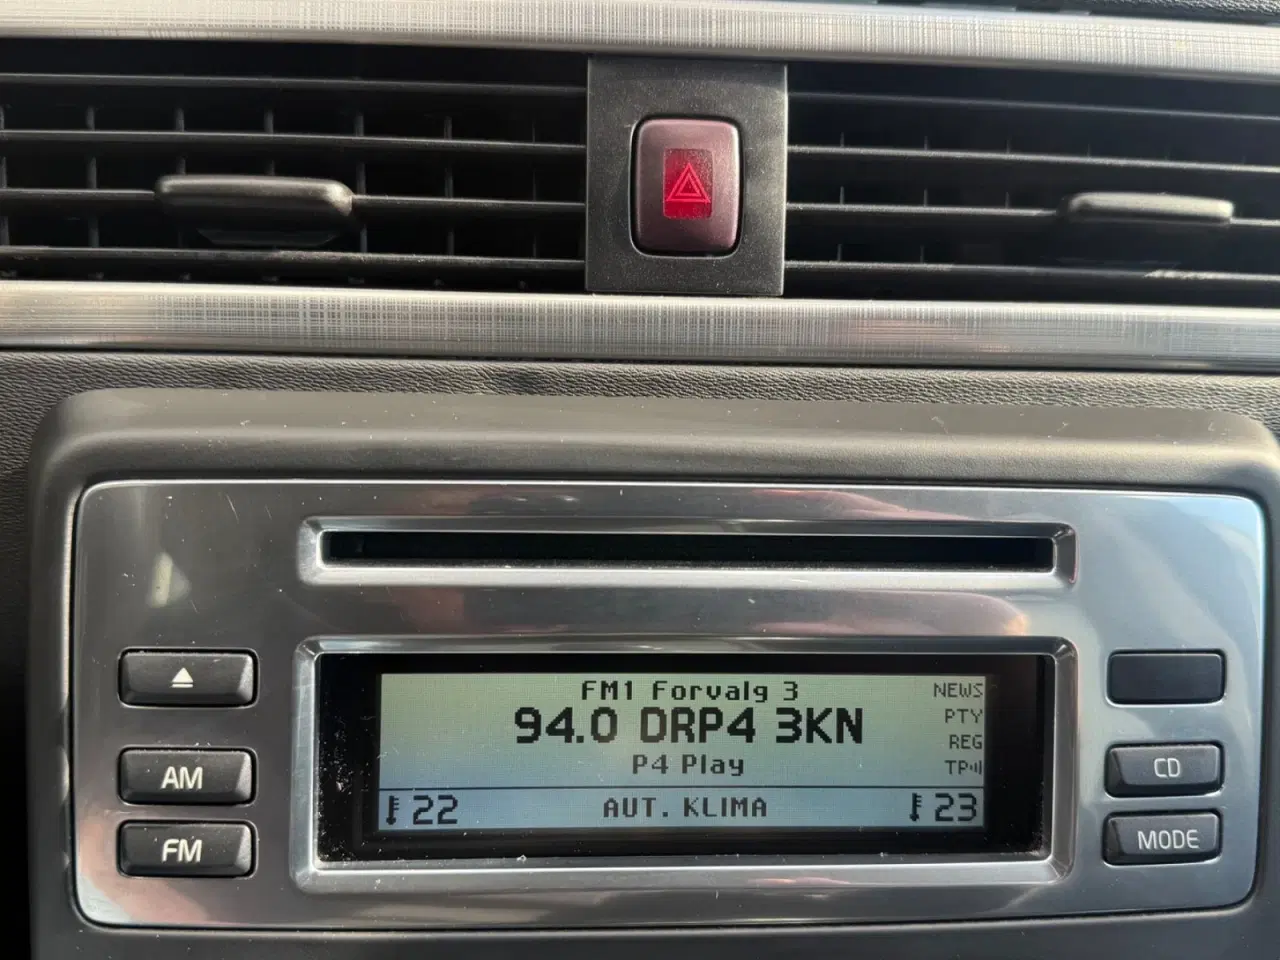 FM1 Forvalg 3
NEWS
94.0 DRP4 3KN
PTY
REG
P4 Play
TP
22 AUT. KLIMA 23
AM
FM
CD
MODE